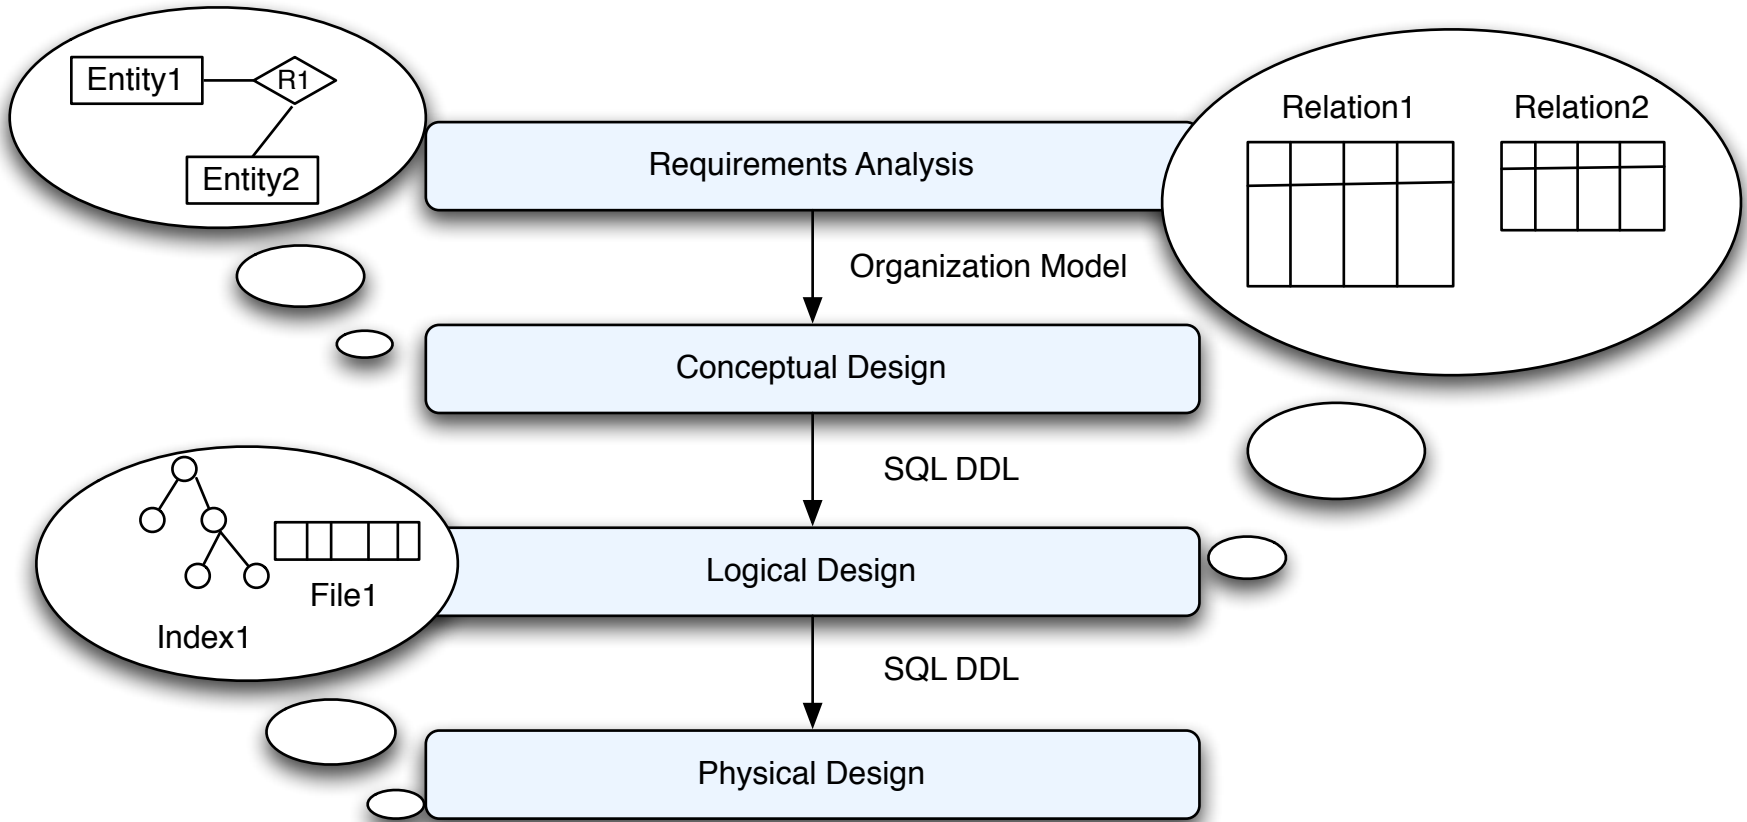 Entity1
R1
Entity2
Relation1
Relation2
Requirements Analysis
Organization Model
Conceptual Design
SQL DDL
File1
Index1
Logical Design
SQL DDL
Physical Design